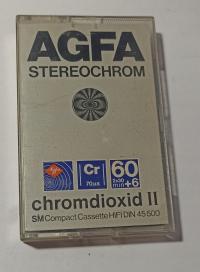 AGFA
STEREOCHROM
Cr
70µs
60
2x30
min+6
chromdioxid II
SM Compact Cassette HiFi DIN 45 500